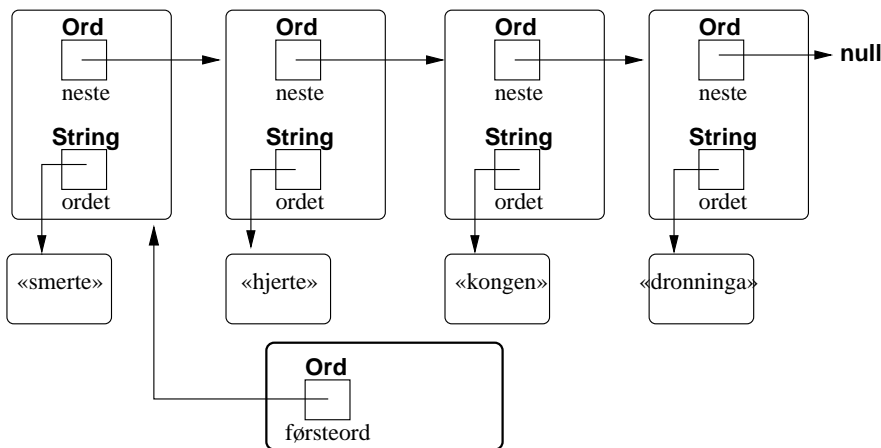 Ord
Ord
Ord
Ord
null
neste
neste
neste
neste
String
String
String
String
ordet
ordet
ordet
ordet
«smerte»
«hjerte»
«kongen»
«dronninga»
Ord
førsteord